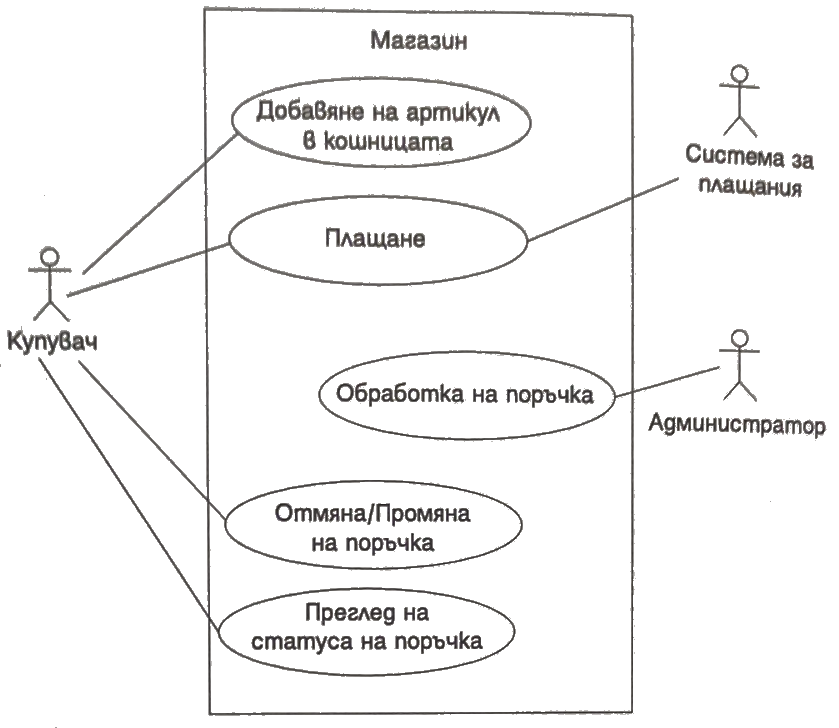 Магазин
Добавяне на артикул
в кошницата
Система за
плащания
Плащане
Купувач
Обработка на поръчка
Администратор
Отмяна/Промяна
на поръчка
Преглед на
статуса на поръчка